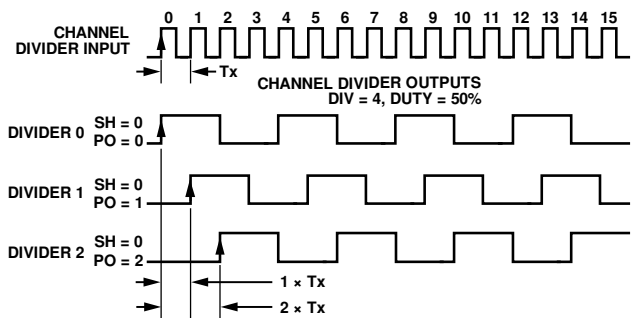 0 1 2 3 4 5 6 7 8 9 10 11 12 13 14 15
CHANNEL
DIVIDER INPUT
Tx
CHANNEL DIVIDER OUTPUTS
DIV = 4, DUTY = 50%
DIVIDER 0
SH = 0
PO = 0
DIVIDER 1
SH = 0
PO = 1
DIVIDER 2
SH = 0
PO = 2
1 × Tx
2 × Tx